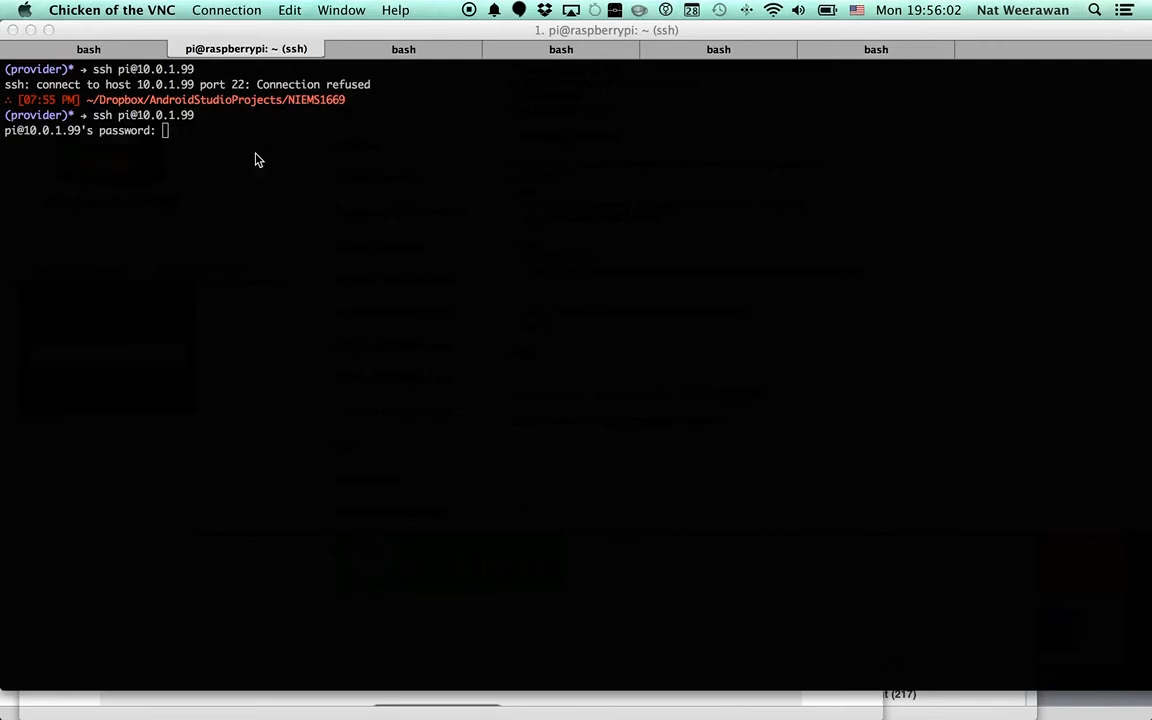 Chicken of the VNC Connection Edit Window Help 28 Mon 19:56:02 Nat Weerawan
1. pi@raspberrypi: ~ (ssh)
bash pi@raspberrypi: ~ (ssh) bash bash bash bash
(provider)* → ssh pi@10.0.1.99
ssh: connect to host 10.0.1.99 port 22: Connection refused
∴ [07:55 PM] ~/Dropbox/AndroidStudioProjects/NIEMS1669
(provider)* → ssh pi@10.0.1.99
pi@10.0.1.99's password:
(217)